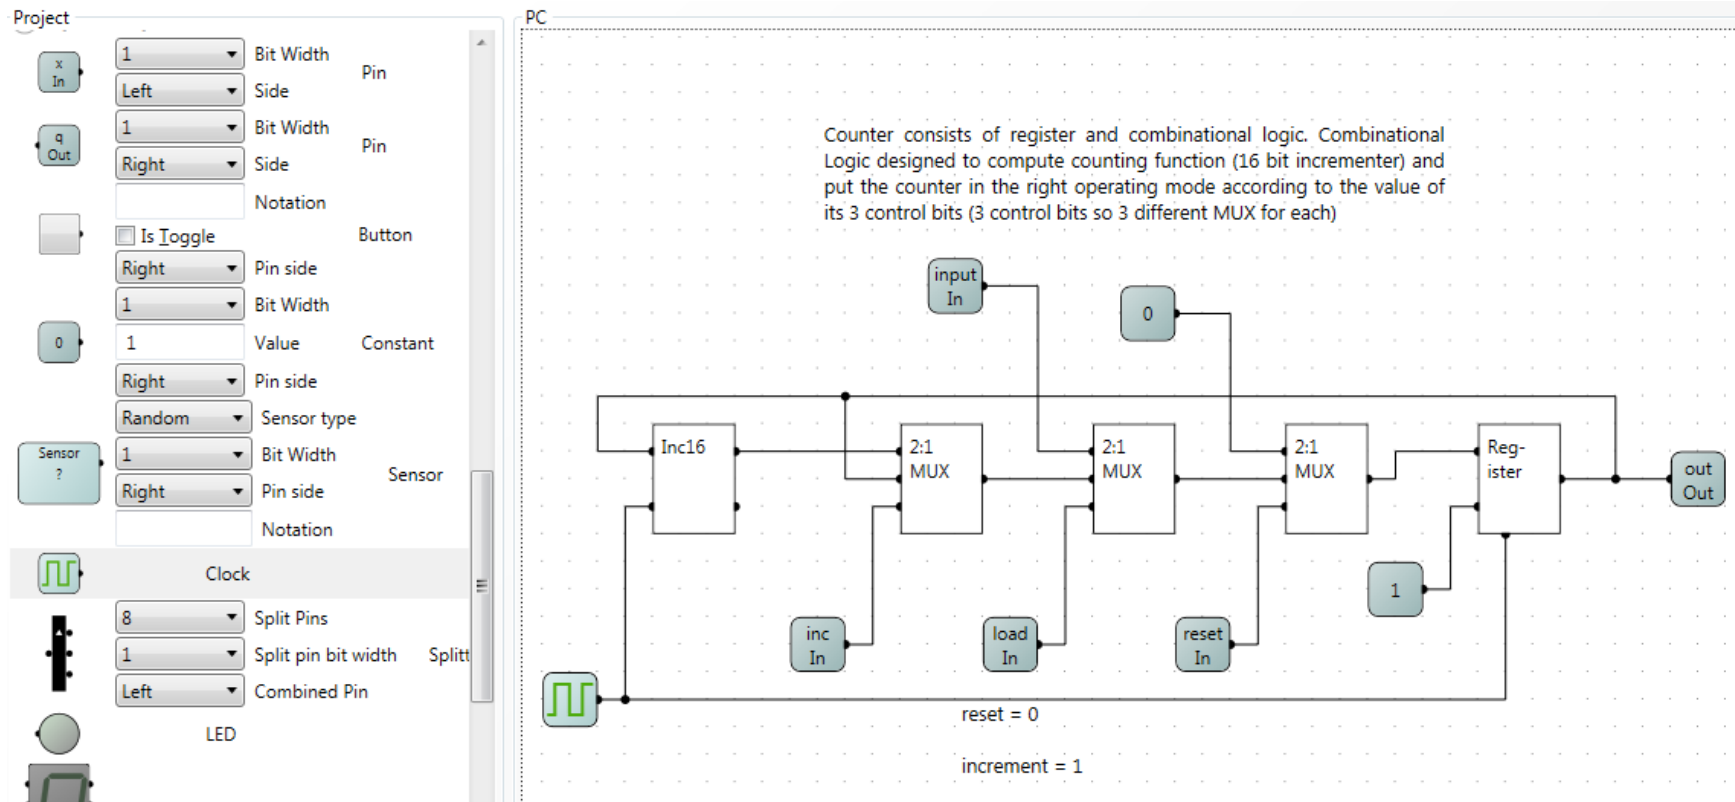 Project
x
In
1
Bit Width
Left
Side
Pin
q
Out
1
Bit Width
Right
Side
Pin
Notation
Is Toggle
Button
Right
Pin side
1
Bit Width
0
1
Value
Constant
Right
Pin side
Random
Sensor type
Sensor
?
1
Bit Width
Right
Pin side
Sensor
Notation
Clock
8
Split Pins
1
Split pin bit width
Splitt
Left
Combined Pin
LED
PC
Counter consists of register and combinational logic. Combinational
Logic designed to compute counting function (16 bit incrementer) and
put the counter in the right operating mode according to the value of
its 3 control bits (3 control bits so 3 different MUX for each)
input
In
0
Inc16
2:1
MUX
2:1
MUX
2:1
MUX
Reg-
ister
out
Out
1
inc
In
load
In
reset
In
reset = 0
increment = 1